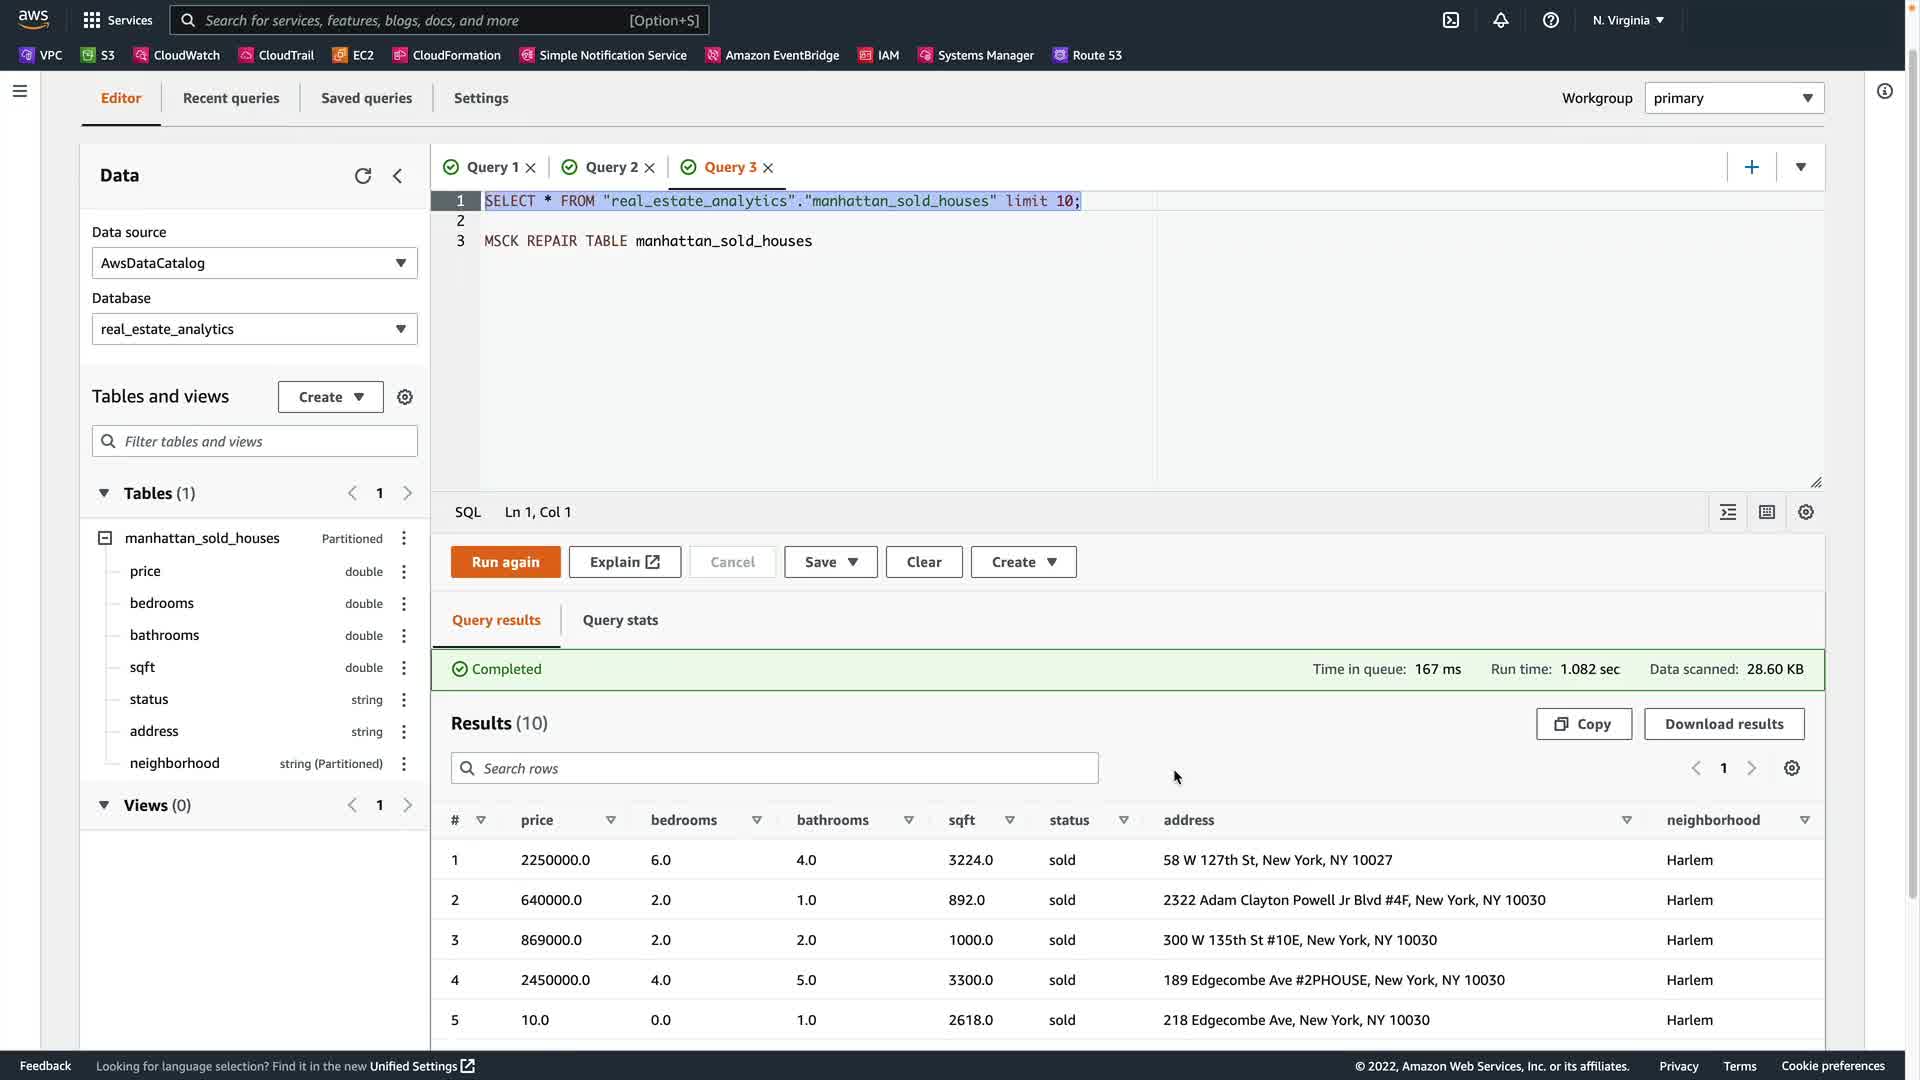 aws
Services
Search for services, features, blogs, docs, and more [Option+S]
N. Virginia
VPC S3 CloudWatch CloudTrail EC2 CloudFormation Simple Notification Service Amazon EventBridge IAM Systems Manager Route 53
Editor Recent queries Saved queries Settings
Workgroup primary
Data
Data source
AwsDataCatalog
Database
real_estate_analytics
Tables and views Create
Filter tables and views
Tables (1) 1
manhattan_sold_houses Partitioned
price double
bedrooms double
bathrooms double
sqft double
status string
address string
neighborhood string (Partitioned)
Views (0) 1
Query 1 Query 2 Query 3
1 SELECT * FROM "real_estate_analytics"."manhattan_sold_houses" limit 10;
2
3 MSCK REPAIR TABLE manhattan_sold_houses
SQL Ln 1, Col 1
Run again Explain Cancel Save Clear Create
Query results Query stats
Completed Time in queue: 167 ms Run time: 1.082 sec Data scanned: 28.60 KB
Results (10) Copy Download results
Search rows 1
# price bedrooms bathrooms sqft status address neighborhood
1 2250000.0 6.0 4.0 3224.0 sold 58 W 127th St, New York, NY 10027 Harlem
2 640000.0 2.0 1.0 892.0 sold 2322 Adam Clayton Powell Jr Blvd #4F, New York, NY 10030 Harlem
3 869000.0 2.0 2.0 1000.0 sold 300 W 135th St #10E, New York, NY 10030 Harlem
4 2450000.0 4.0 5.0 3300.0 sold 189 Edgecombe Ave #2PHOUSE, New York, NY 10030 Harlem
5 10.0 0.0 1.0 2618.0 sold 218 Edgecombe Ave, New York, NY 10030 Harlem
Feedback Looking for language selection? Find it in the new Unified Settings © 2022, Amazon Web Services, Inc. or its affiliates. Privacy Terms Cookie preferences